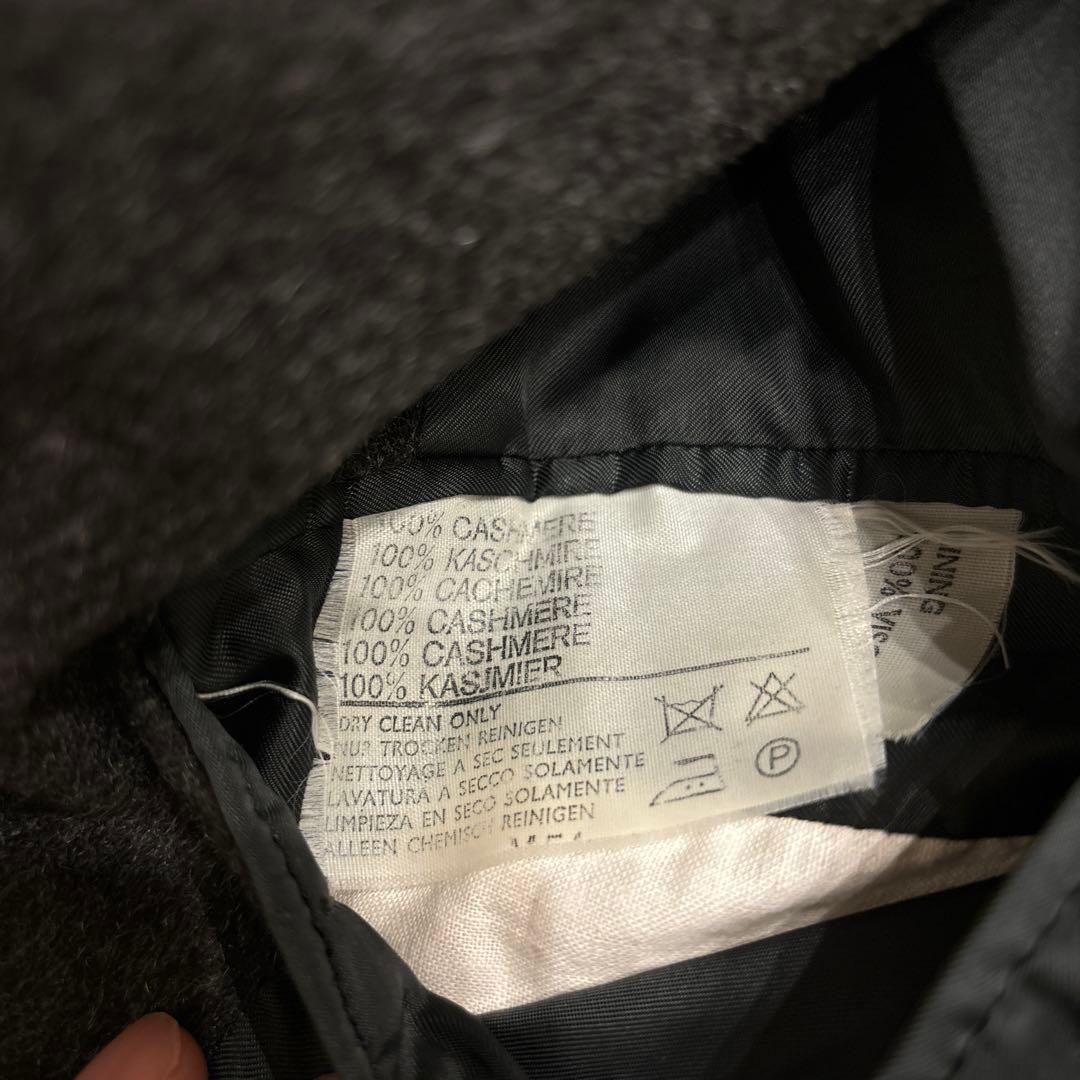 100% CASHMERE
100% KASCHMIRE
100% CACHEMIRE
100% CASHMERE
100% CASHMERE
100% KASJMIER
DRY CLEAN ONLY
NUR TROCKEN REINIGEN
NETTOYAGE A SEC SEULEMENT
LAVATURA A SECCO SOLAMENTE
LIMPIEZA EN SECO SOLAMENTE
ALLEEN CHEMISCH REINIGEN
P